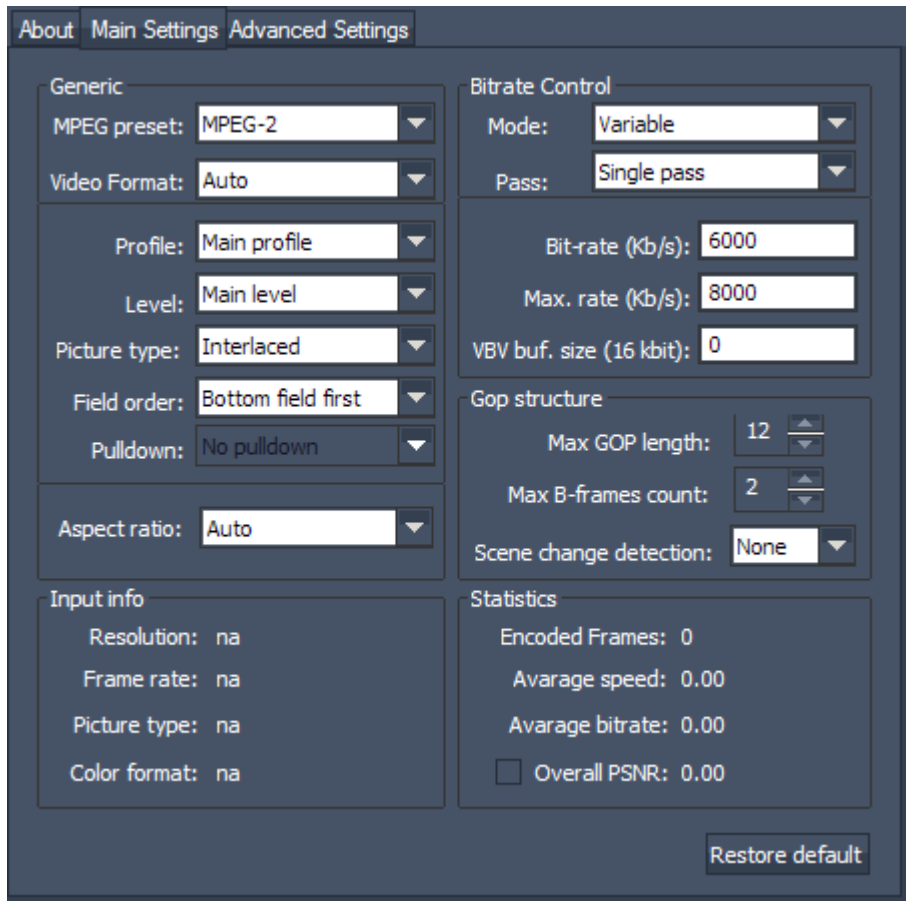 About Main Settings Advanced Settings
Generic
MPEG preset: MPEG-2
Video Format: Auto
Profile: Main profile
Level: Main level
Picture type: Interlaced
Field order: Bottom field first
Pulldown: No pulldown
Aspect ratio: Auto
Input info
Resolution: na
Frame rate: na
Picture type: na
Color format: na
Bitrate Control
Mode: Variable
Pass: Single pass
Bit-rate (Kb/s): 6000
Max. rate (Kb/s): 8000
VBV buf. size (16 kbit): 0
Gop structure
Max GOP length: 12
Max B-frames count: 2
Scene change detection: None
Statistics
Encoded Frames: 0
Avarage speed: 0.00
Avarage bitrate: 0.00
Overall PSNR: 0.00
Restore default